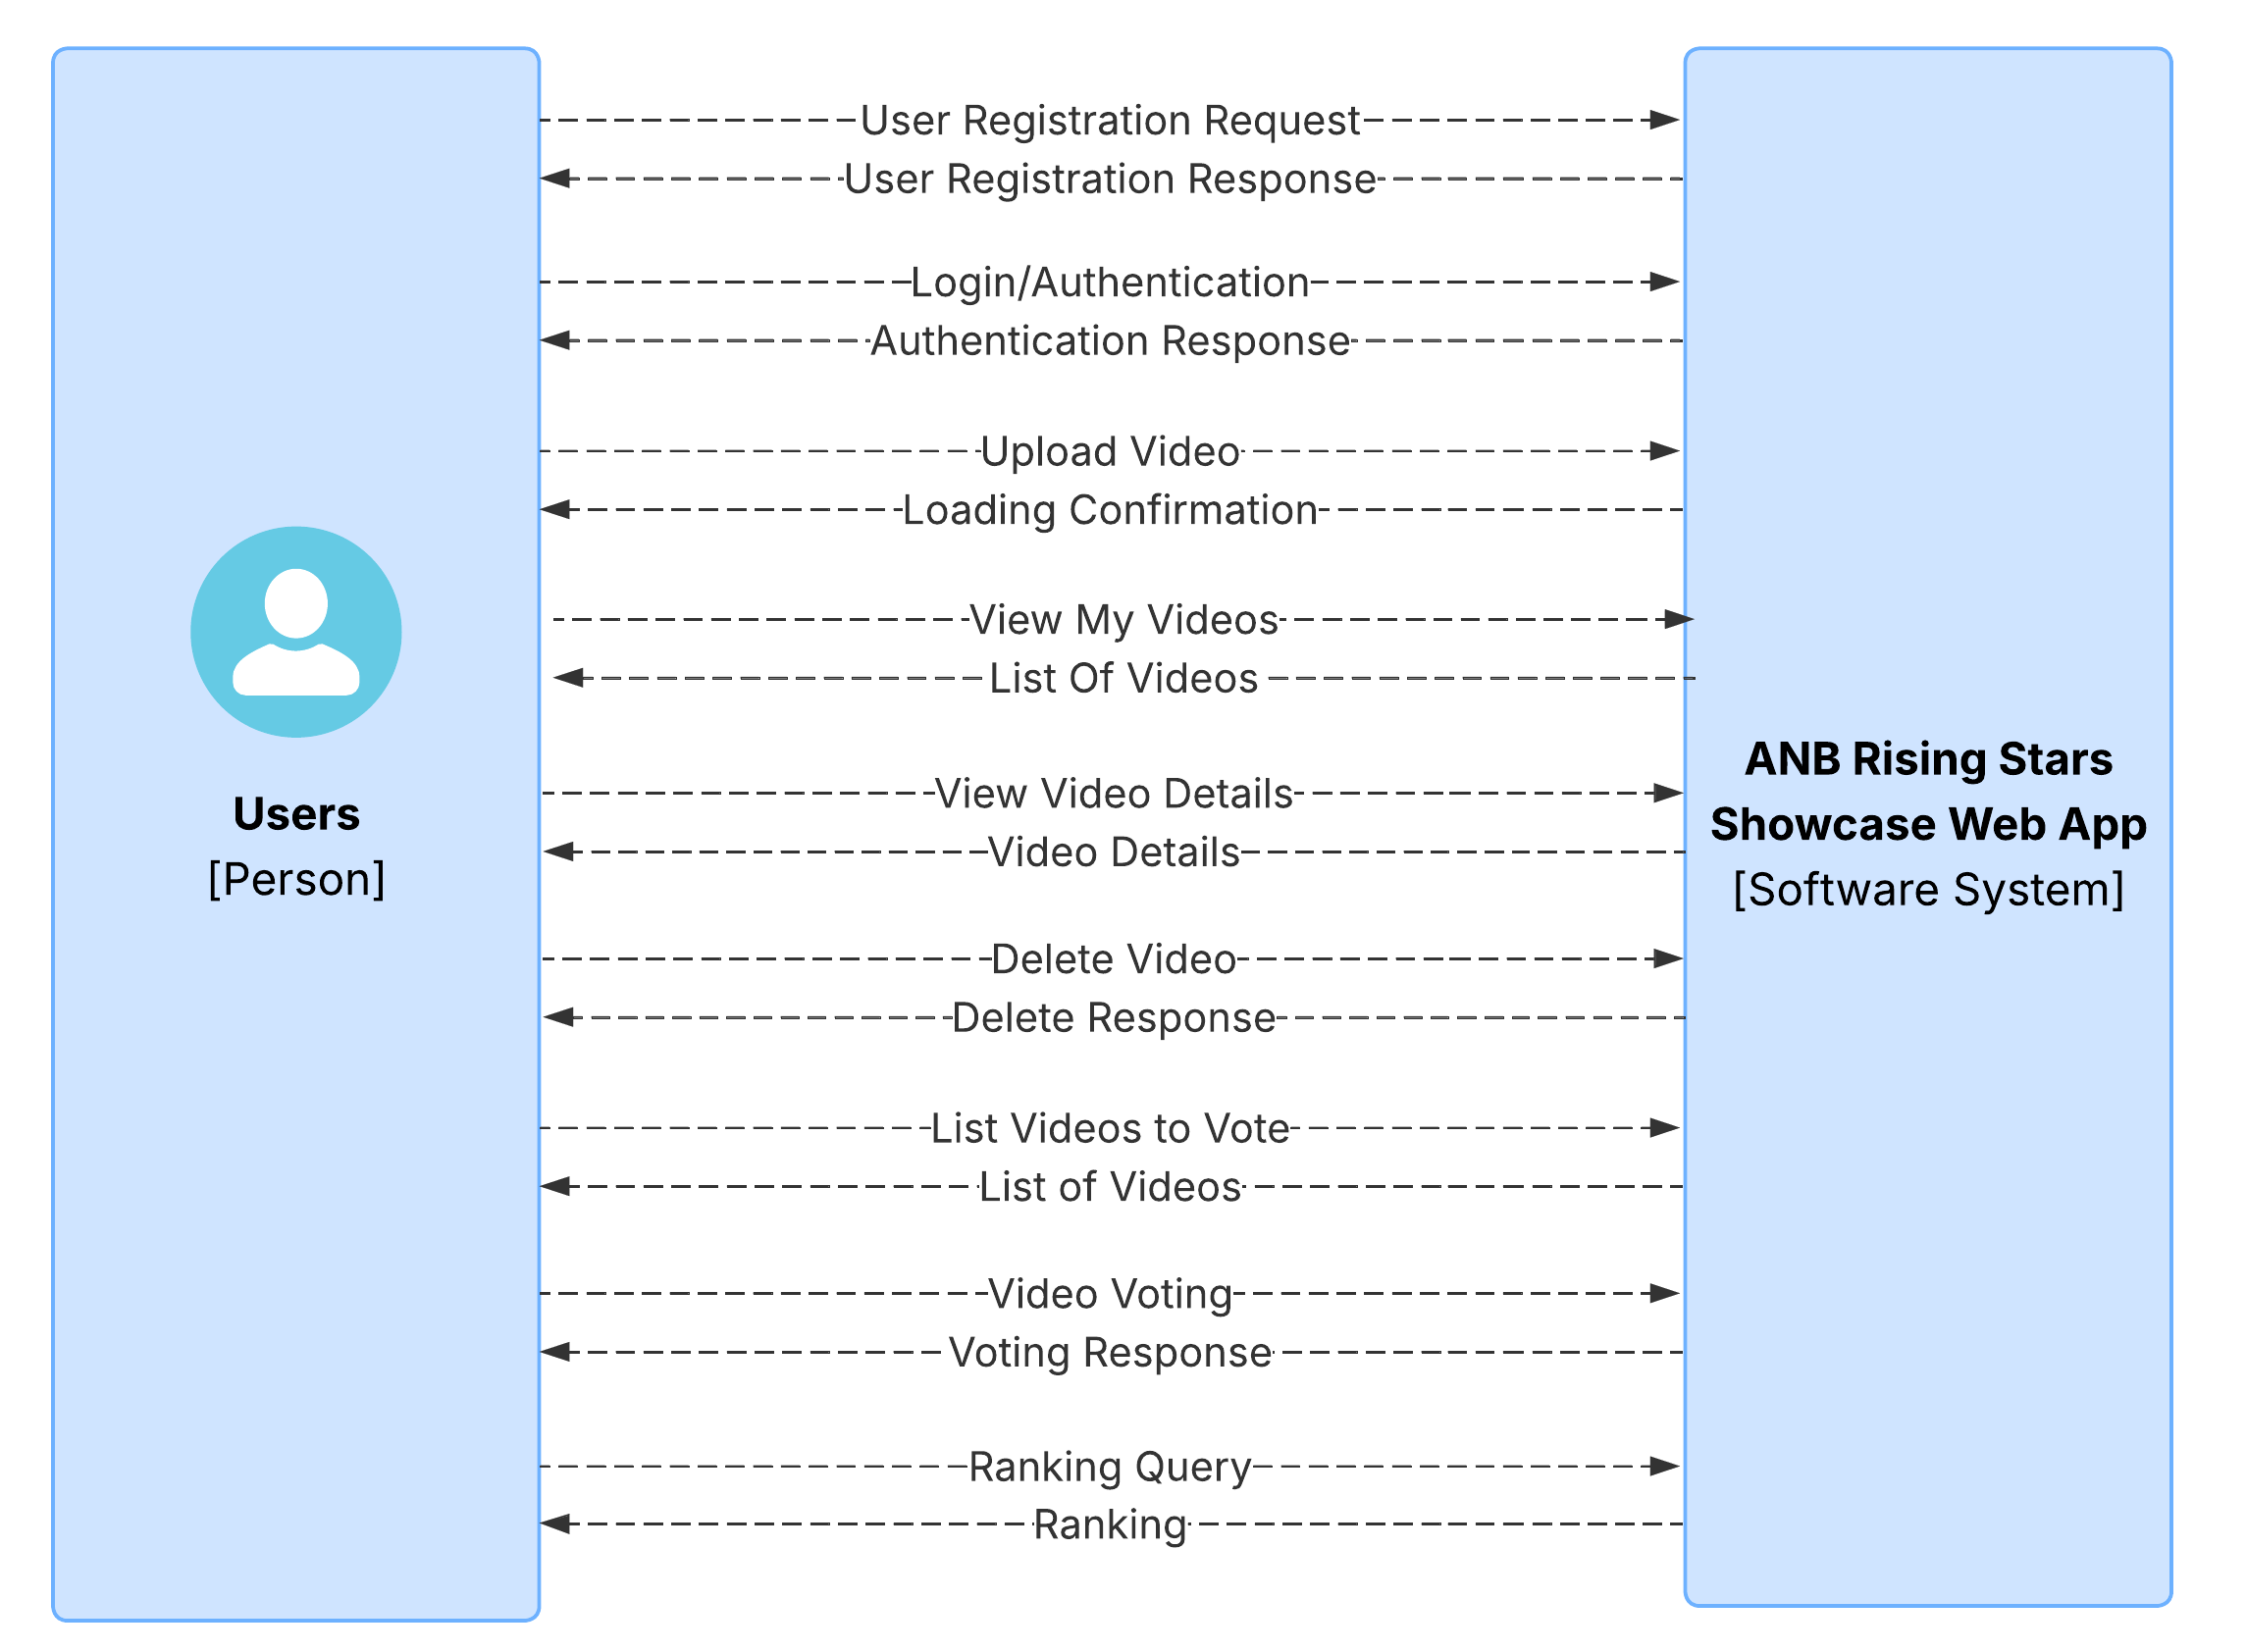 User Registration Request
User Registration Response
Login/Authentication
Authentication Response
Upload Video
Loading Confirmation
View My Videos
List Of Videos
View Video Details
Video Details
Delete Video
Delete Response
List Videos to Vote
List of Videos
Video Voting
Voting Response
Ranking Query
Ranking
Users
[Person]
ANB Rising Stars
Showcase Web App
[Software System]